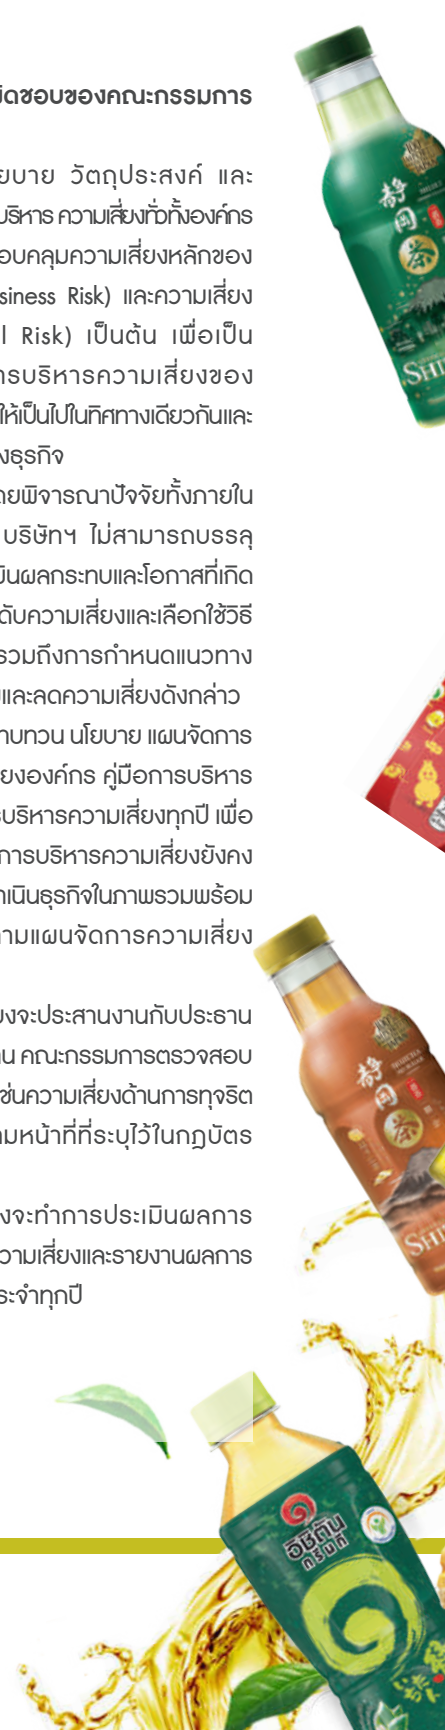 ผิดชอบของคณะกรรมการ
วัตถุประสงค์ และ
บริหาร ความเสี่ยงทั่วทั้งองค์กร
อบคลุมความเสี่ยงหลักของ
siness Risk) และความเสี่ยง
l Risk) เป็นต้น เพื่อเป็น
ารบริหารความเสี่ยงของ
ให้เป็นไปในทิศทางเดียวกันและ
งธุรกิจ
ดยพิจารณาปัจจัยทั้งภายใน
บริษัทฯ ไม่สามารถบรรลุ
มินผลกระทบและโอกาสที่เกิด
ดับความเสี่ยงและเลือกใช้วิธี
รวมถึงการกำหนดแนวทาง
และลดความเสี่ยงดังกล่าว
าบทวน นโยบาย แผนจัดการ
ยงองค์กร คู่มือการบริหาร
รบริหารความเสี่ยงทุกปี เพื่อ
การบริหารความเสี่ยงยังคง
าเนินธุรกิจในภาพรวมพร้อม
ามแผนจัดการความเสี่ยง
ยงจะประสานงานกับประธาน
าน คณะกรรมการตรวจสอบ
ช่นความเสี่ยงด้านการทุจริต
มหน้าที่ที่ระบุไว้ในกฎบัตร
งจะทำการประเมินผลการ
วามเสี่ยงและรายงานผลการ
ระจำทุกปี
静岡
茶
SHI
静岡
茶
SHI
อิชิตัน
กรีนที